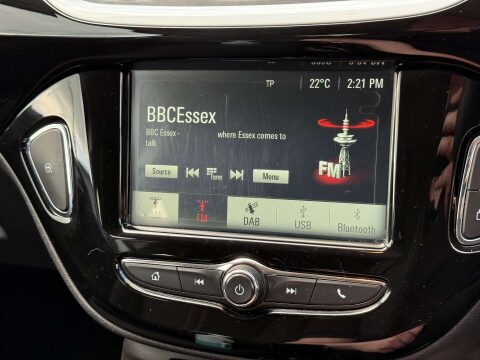 TP 22°C 2:21 PM
BBCEssex
BBC Essex - where Essex comes to
talk
FM
Source Tune Menu
AM FM DAB USB Bluetooth